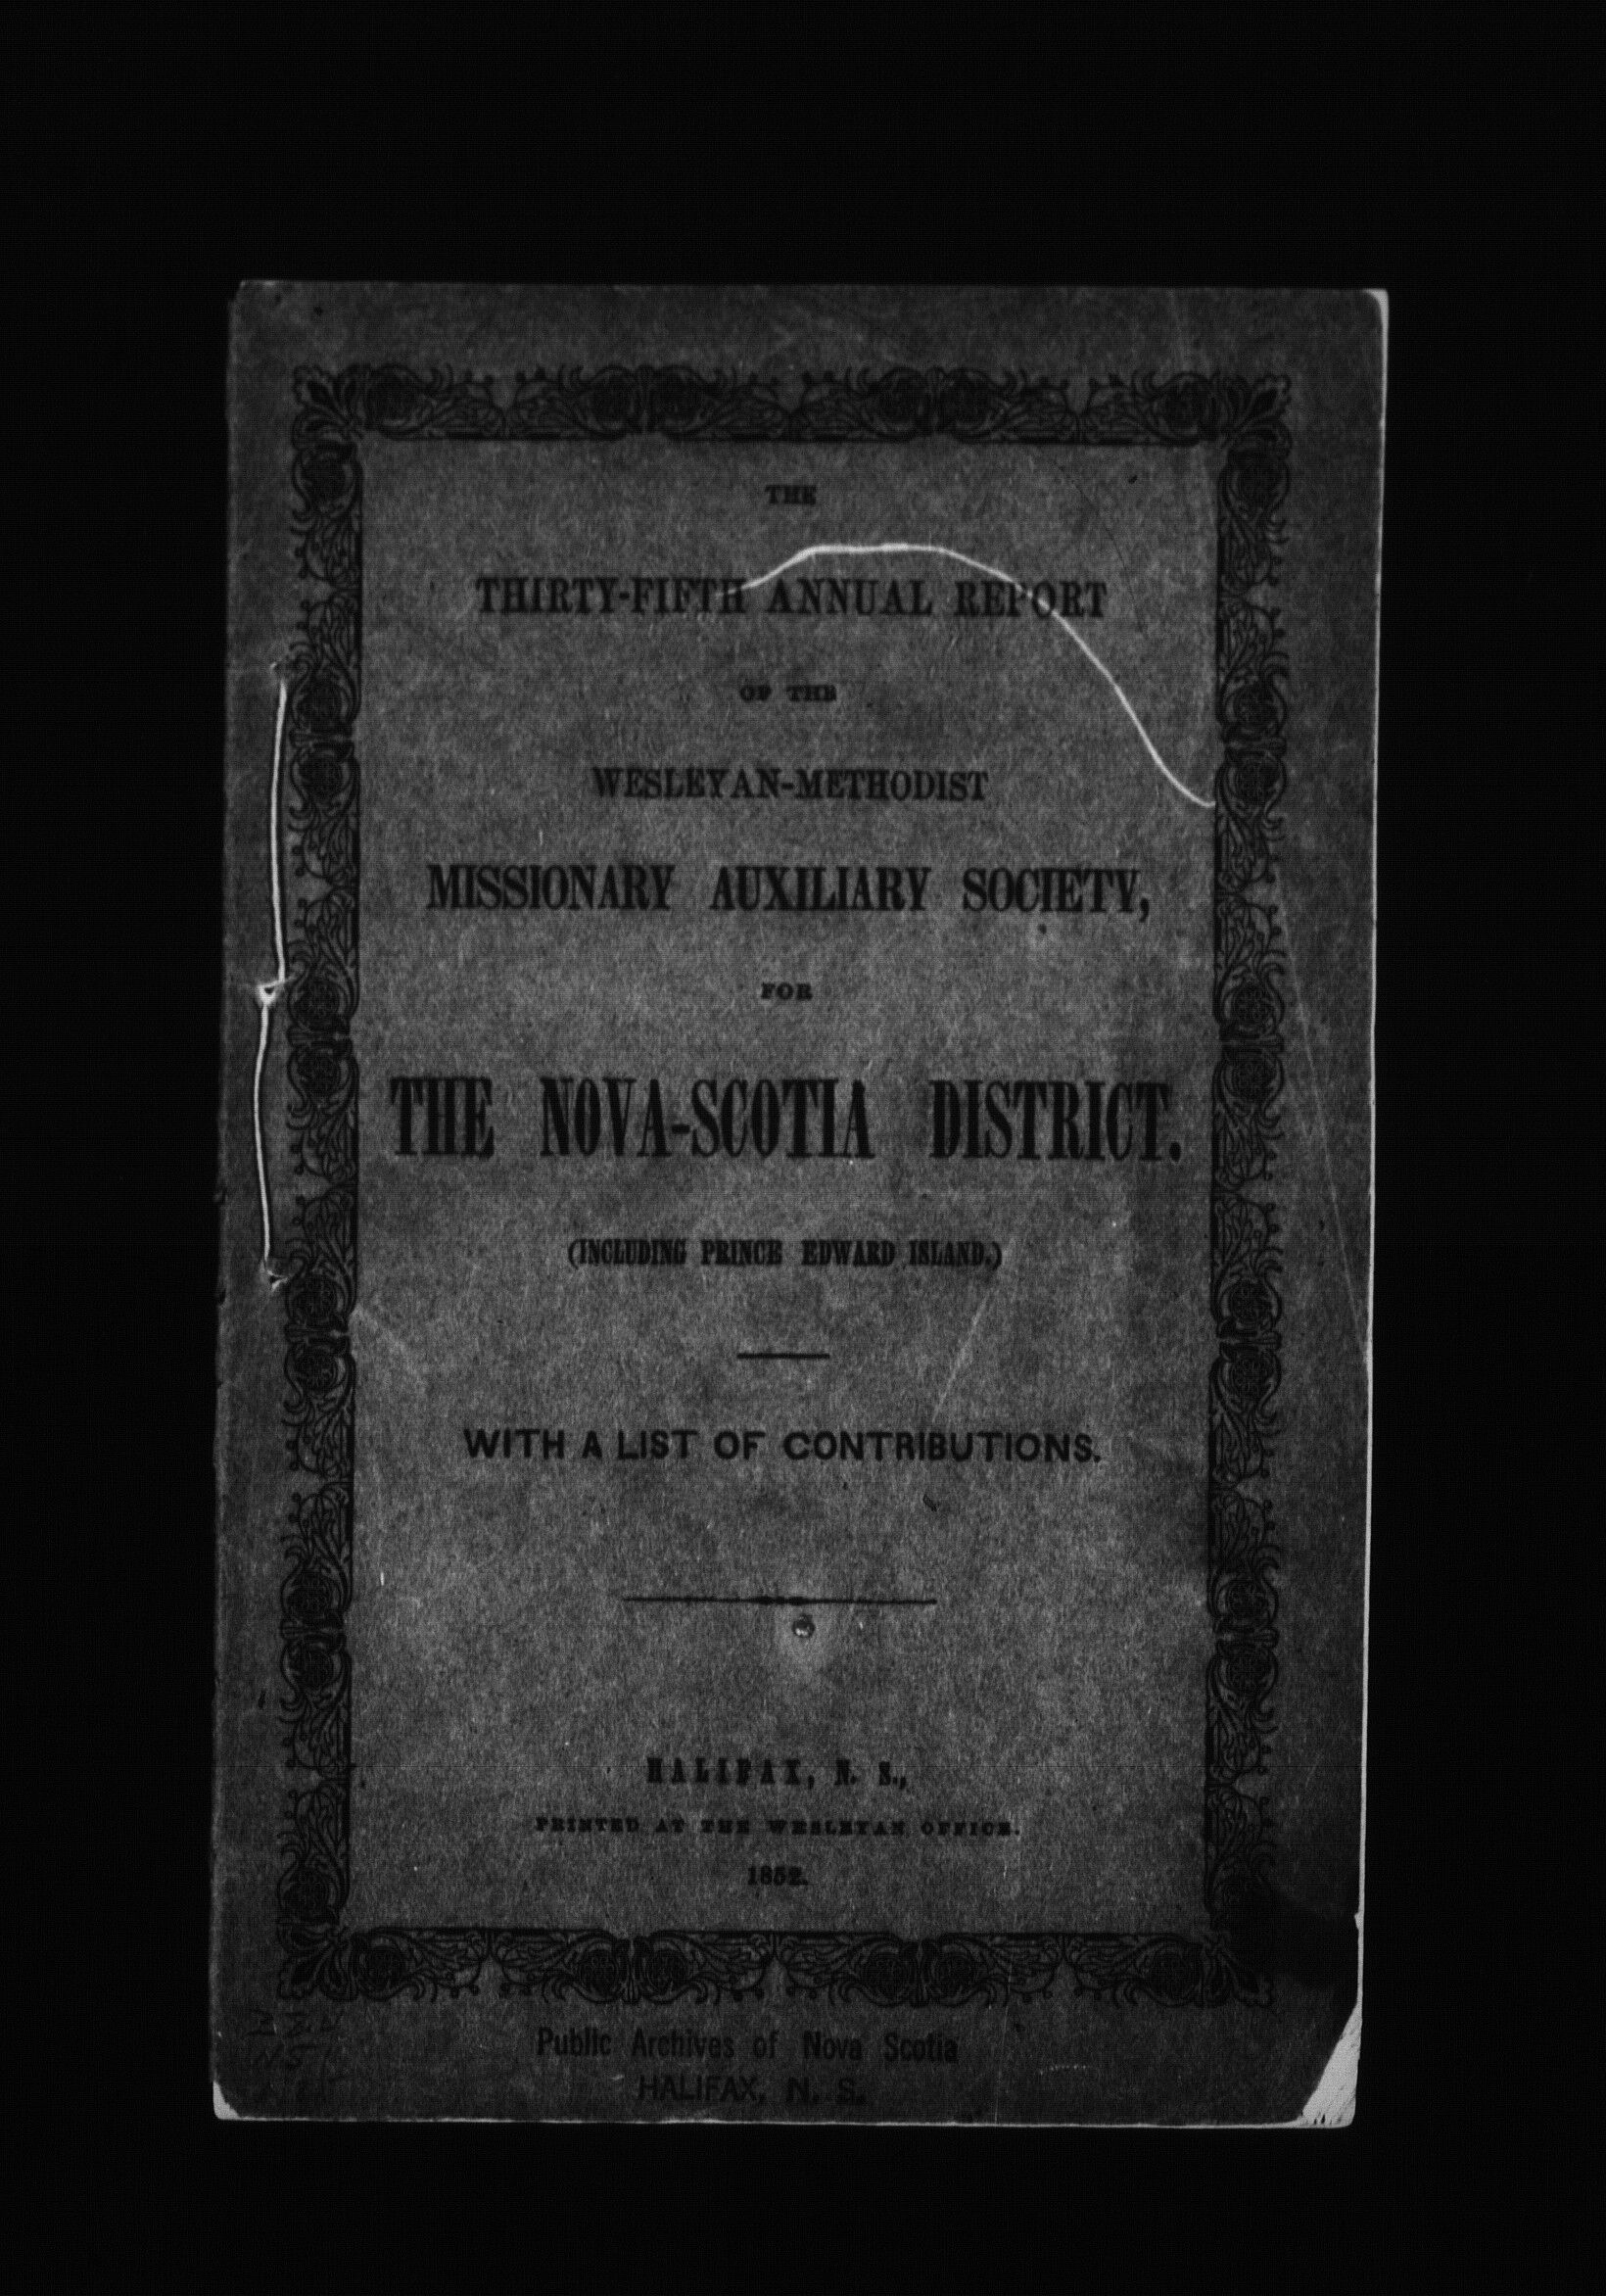 THE
THIRTY-FIFTH ANNUAL REPORT
OF THE
WESLEYAN-METHODIST
MISSIONARY AUXILIARY SOCIETY,
FOR
THE NOVA-SCOTIA DISTRICT.
(INCLUDING PRINCE EDWARD ISLAND.)
WITH A LIST OF CONTRIBUTIONS.
HALIFAX, N. S.,
PRINTED AT THE WESLEYAN OFFICE.
1852.
Public Archives of Nova Scotia
HALIFAX, N. S.